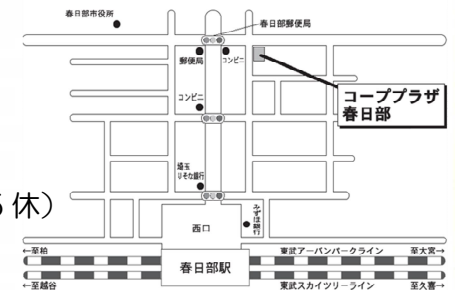 春日部市役所
春日部郵便局
郵便局
コンビニ
コーププラザ
春日部
コンビニ
埼玉
りそな銀行
休）
みずほ銀行
西口
←至柏
東武アーバンパークライン
至大宮→
春日部駅
←至越谷
東武スカイツリーライン
至久喜→